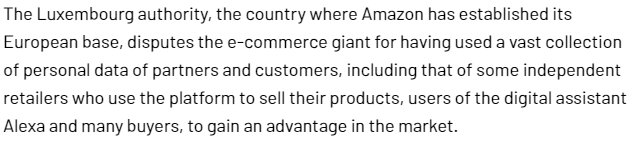 The Luxembourg authority, the country where Amazon has established its
European base, disputes the e-commerce giant for having used a vast collection
of personal data of partners and customers, including that of some independent
retailers who use the platform to sell their products, users of the digital assistant
Alexa and many buyers, to gain an advantage in the market.